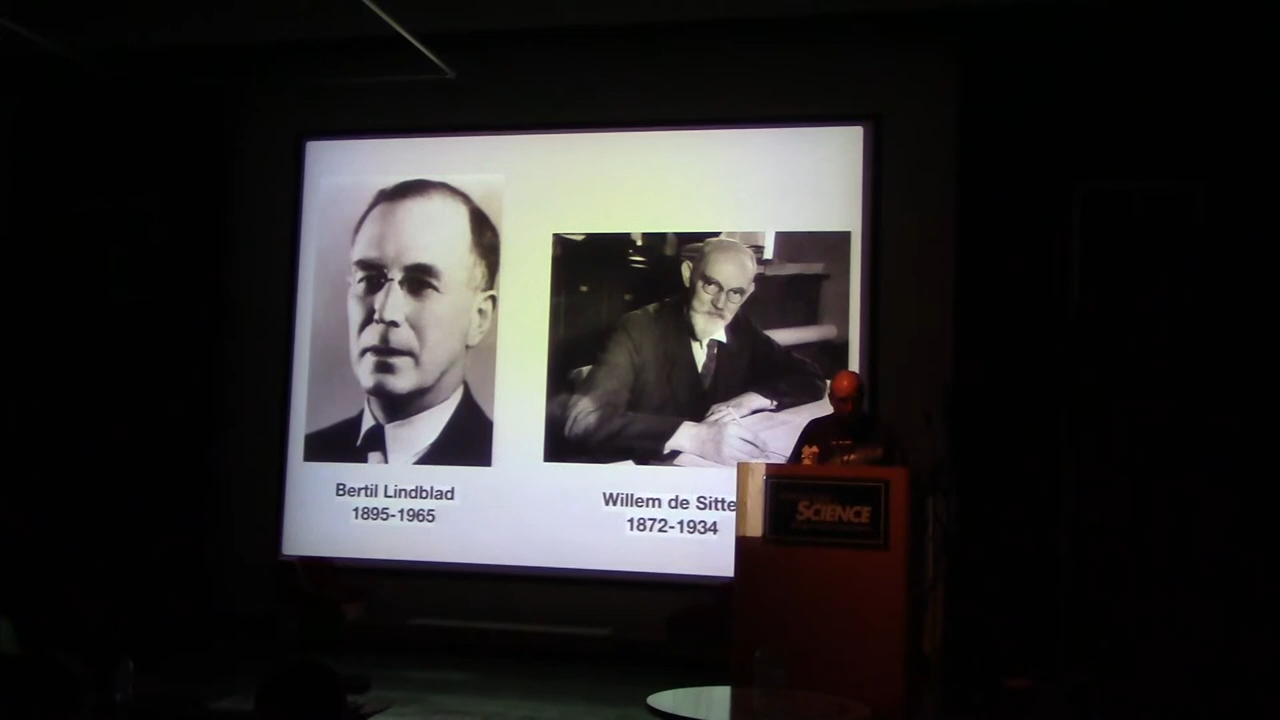 Bertil Lindblad
1895-1965
Willem de Sitte
1872-1934
SCIENCE